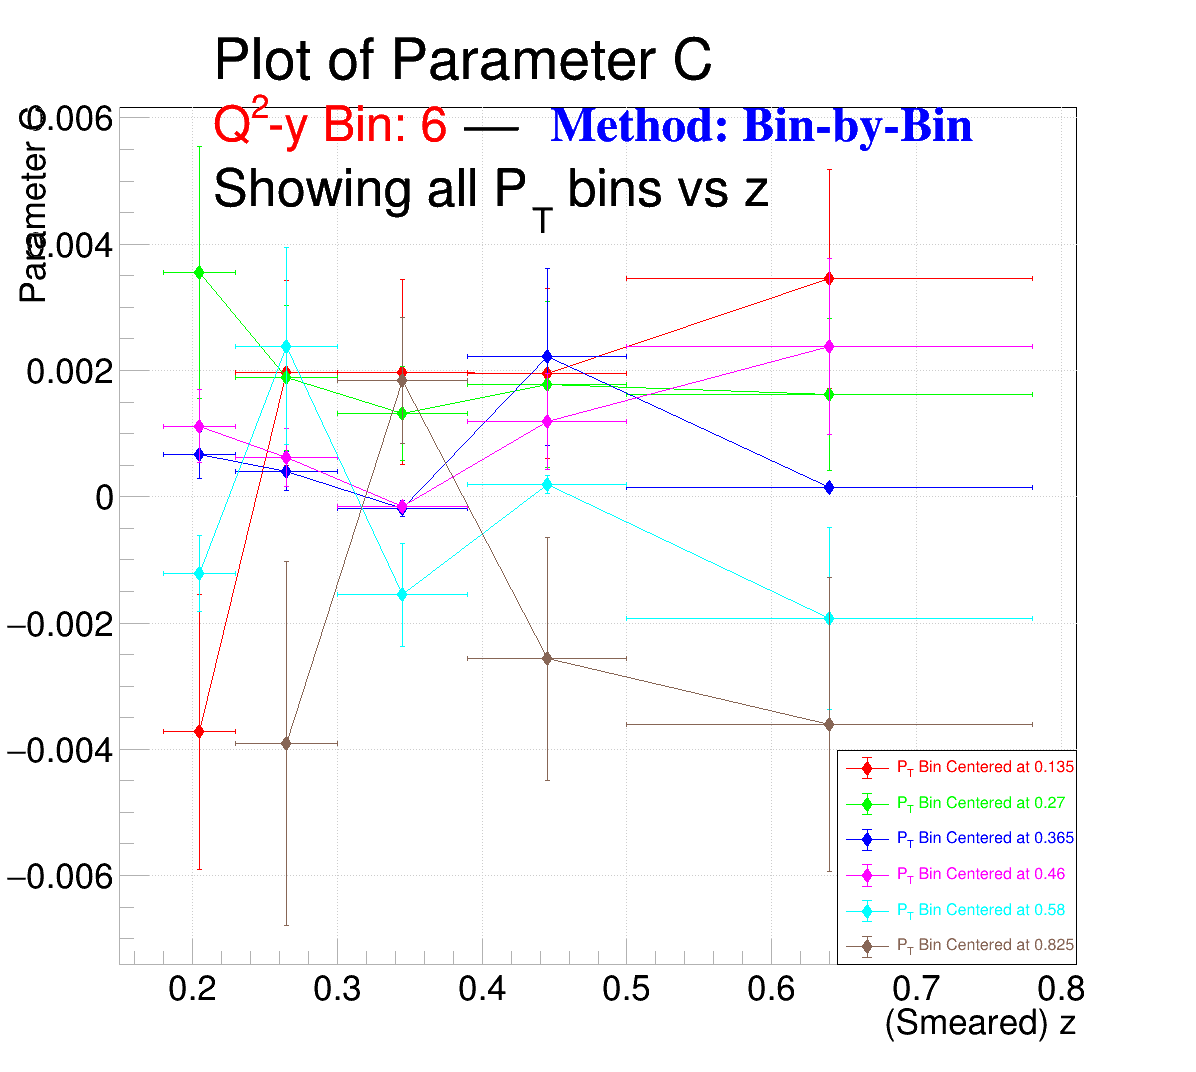 Plot of Parameter C
Q2-y Bin: 6 — Method: Bin-by-Bin
Showing all PT bins vs z
Parameter C
0.006
0.004
0.002
0
−0.002
−0.004
−0.006
PT Bin Centered at 0.135
PT Bin Centered at 0.27
PT Bin Centered at 0.365
PT Bin Centered at 0.46
PT Bin Centered at 0.58
PT Bin Centered at 0.825
0.2 0.3 0.4 0.5 0.6 0.7 0.8
(Smeared) z